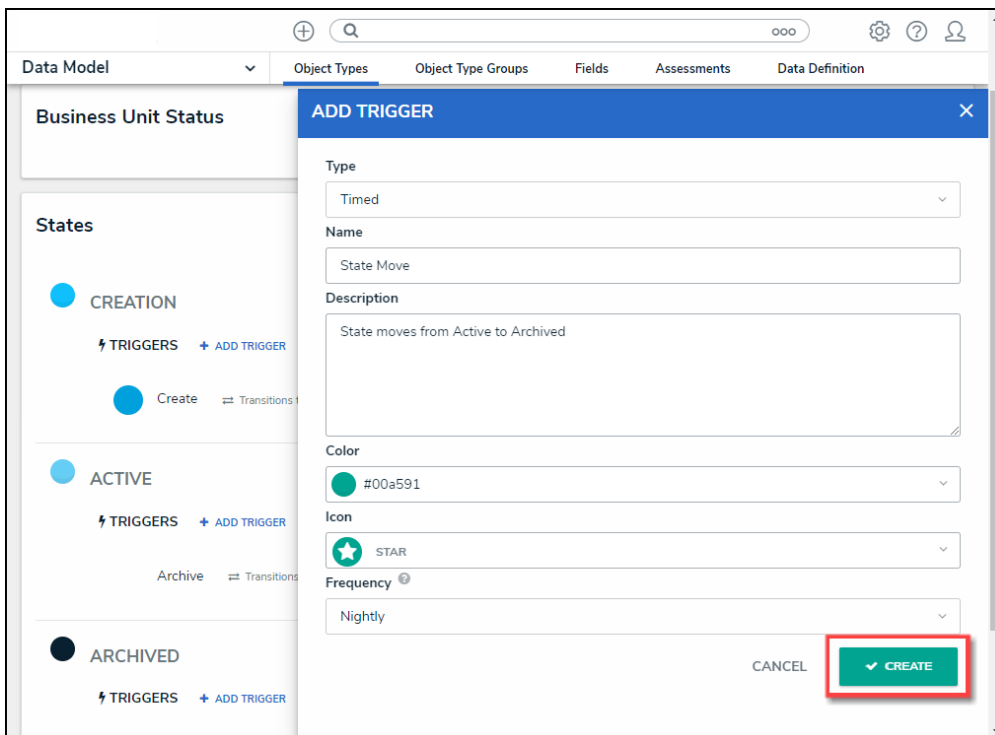 ooo
Data Model
Object Types
Object Type Groups
Fields
Assessments
Data Definition
Business Unit Status
States
CREATION
TRIGGERS + ADD TRIGGER
Create Transitions
ACTIVE
TRIGGERS + ADD TRIGGER
Archive Transitions
ARCHIVED
TRIGGERS + ADD TRIGGER
ADD TRIGGER
Type
Timed
Name
State Move
Description
State moves from Active to Archived
Color
#00a591
Icon
STAR
Frequency ?
Nightly
CANCEL
CREATE